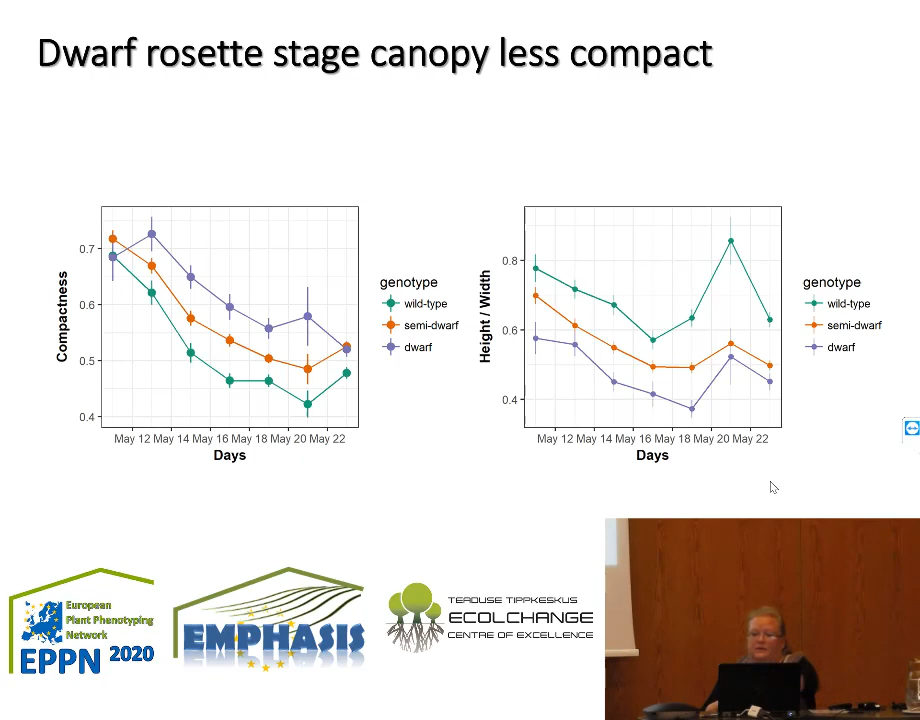 Dwarf rosette stage canopy less compact
Compactness
0.7
0.6
0.5
0.4
May 12 May 14 May 16 May 18 May 20 May 22
Days
genotype
wild-type
semi-dwarf
dwarf
Height / Width
0.8
0.6
0.4
May 12 May 14 May 16 May 18 May 20 May 22
Days
genotype
wild-type
semi-dwarf
dwarf
European
Plant Phenotyping
Network
EPPN 2020
EMPHASIS
TEADUSE TIPPKESKUS
ECOLCHANGE
CENTRE OF EXCELLENCE